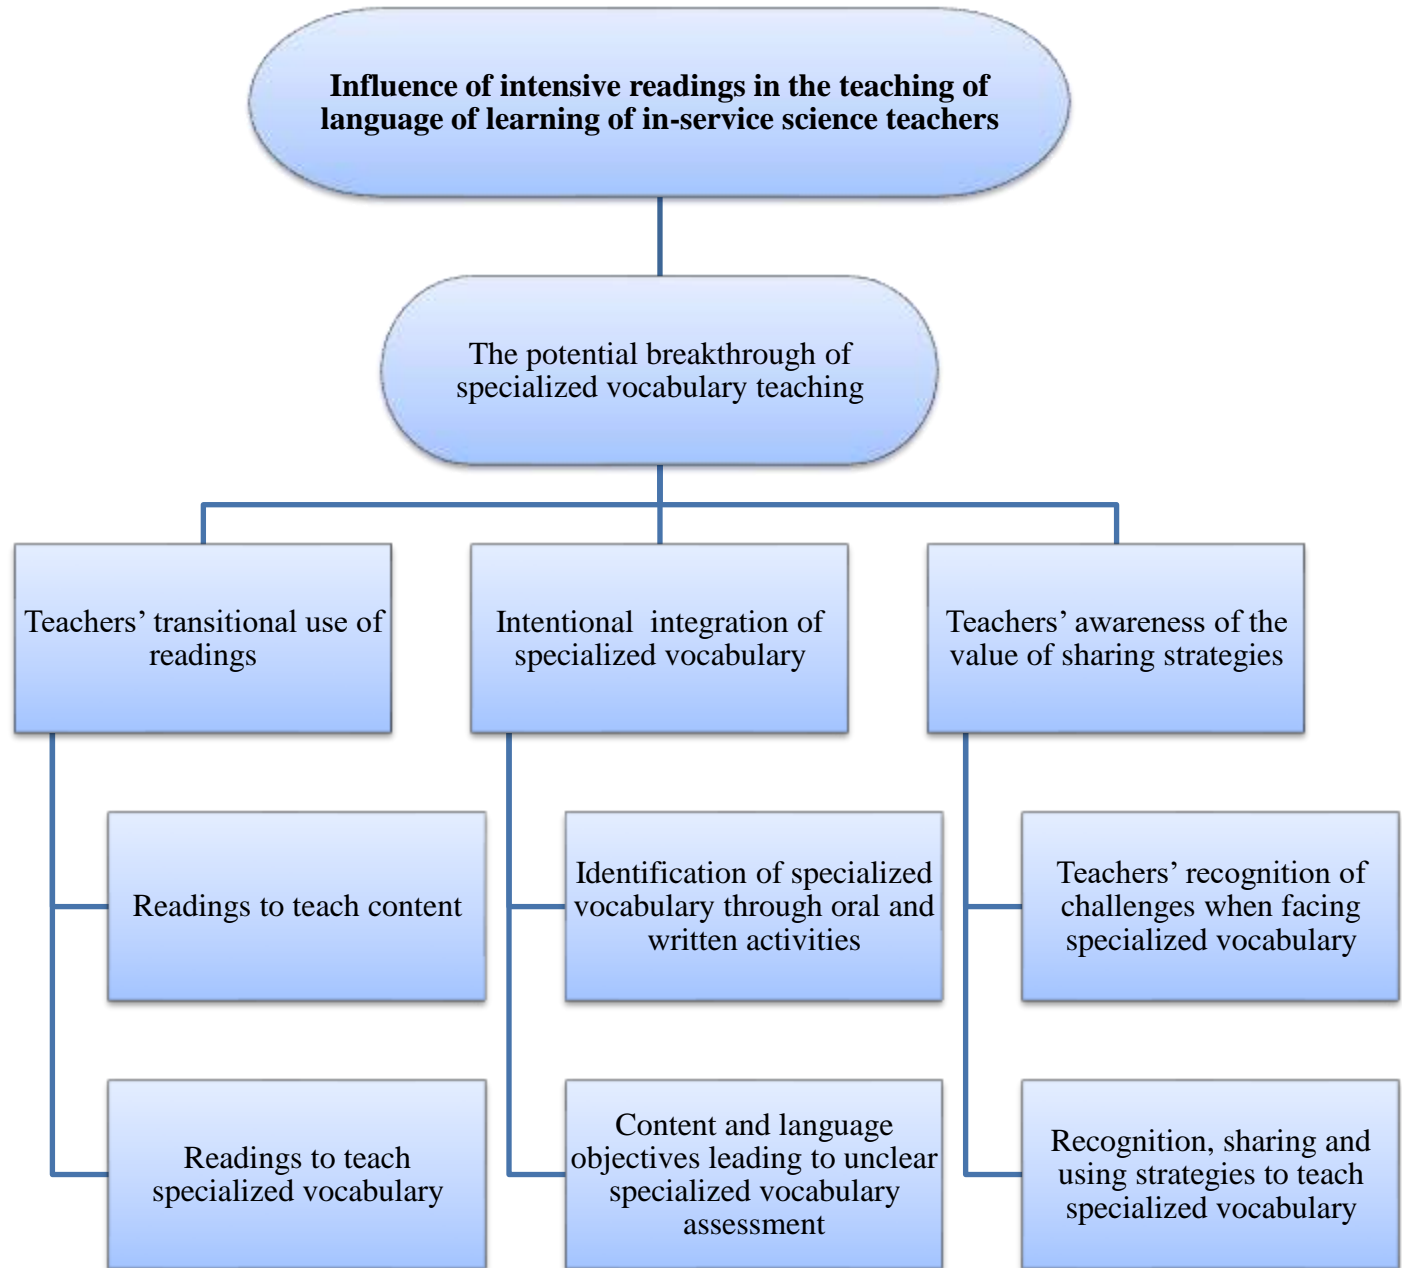 Influence of intensive readings in the teaching of
language of learning of in-service science teachers
The potential breakthrough of
specialized vocabulary teaching
Teachers’ transitional use of
readings
Intentional  integration of
specialized vocabulary
Teachers’ awareness of the
value of sharing strategies
Readings to teach content
Identification of specialized
vocabulary through oral and
written activities
Teachers’ recognition of
challenges when facing
specialized vocabulary
Readings to teach
specialized vocabulary
Content and language
objectives leading to unclear
specialized vocabulary
assessment
Recognition, sharing and
using strategies to teach
specialized vocabulary